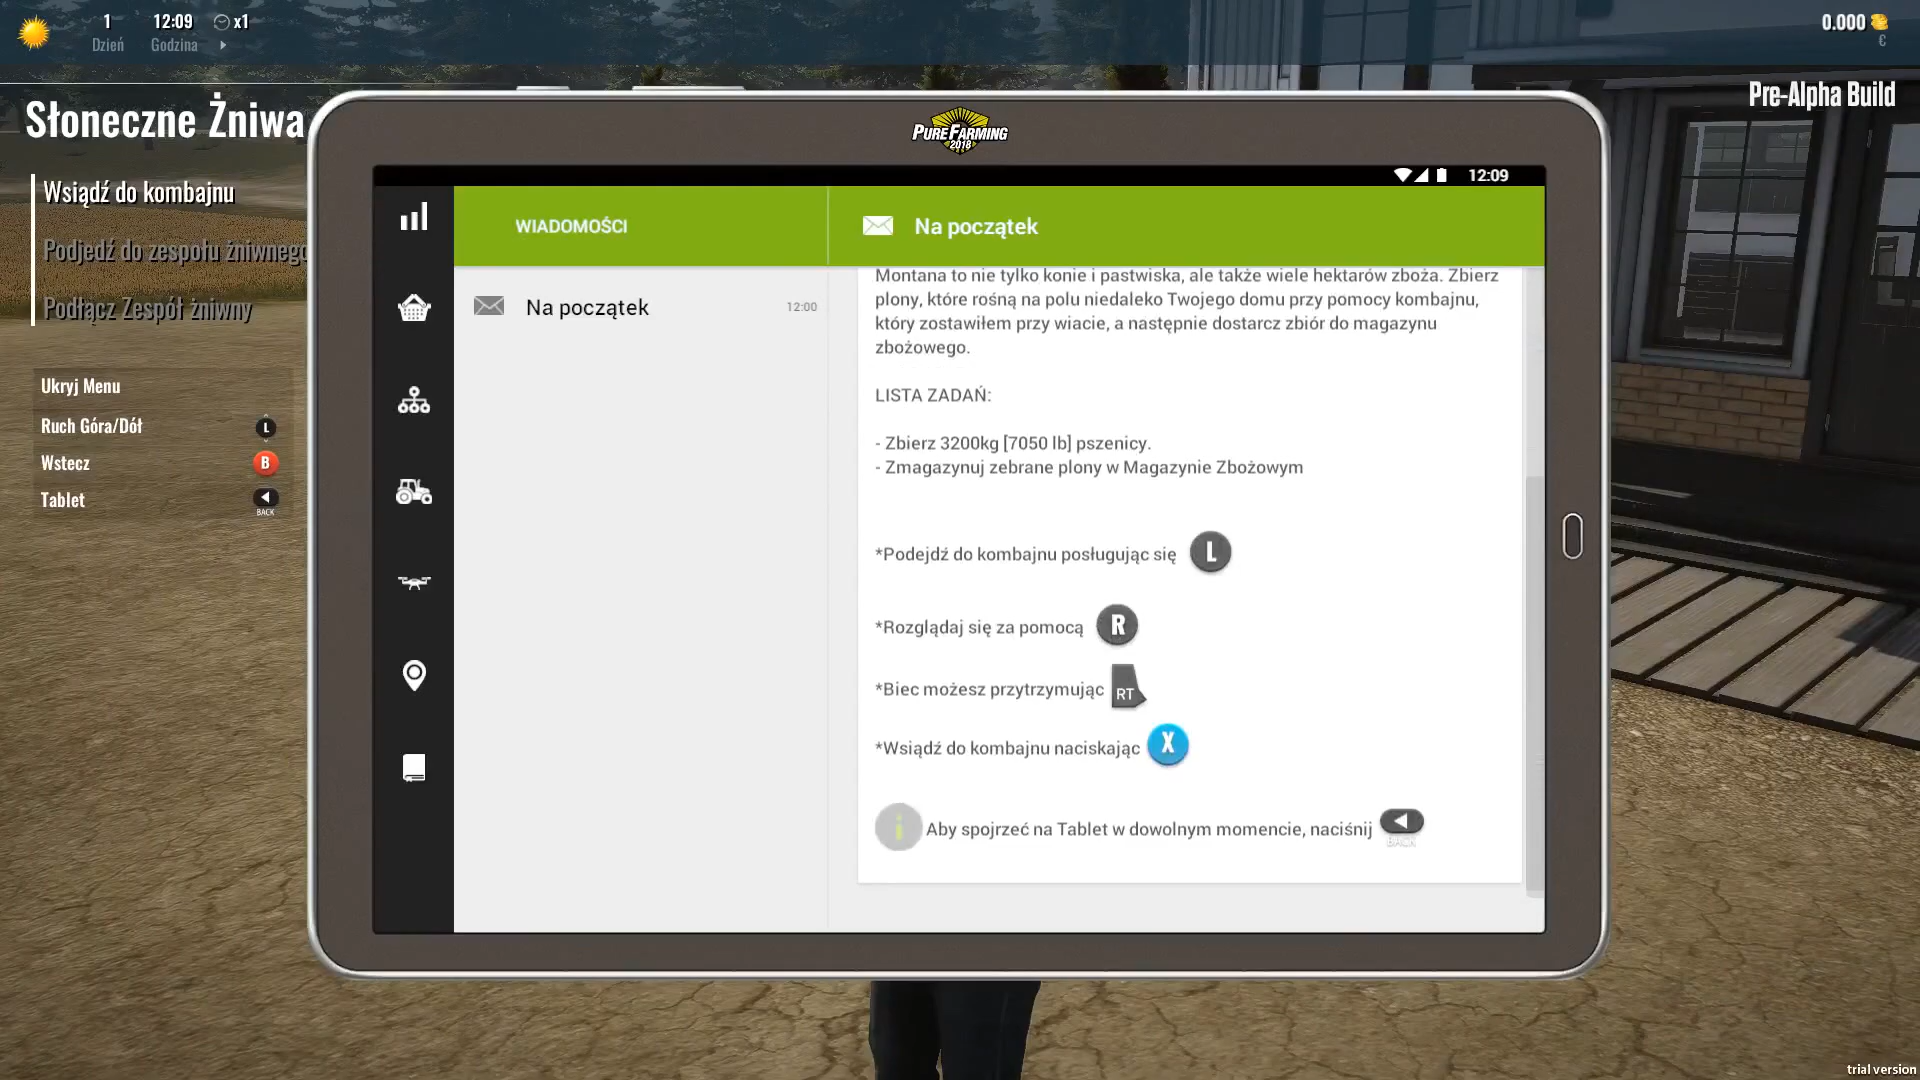 1
Dzień
12:09
Godzina
x1
0.000
€
Pre-Alpha Build
Słoneczne Żniwa
Wsiądź do kombajnu
Podjedź do zespołu żniwnego
Podłącz Zespół żniwny
Ukryj Menu
Ruch Góra/Dół L
Wstecz B
Tablet
BACK
PURE FARMING
2018
12:09
WIADOMOŚCI
Na początek
Na początek 12:00
Montana to nie tylko konie i pastwiska, ale także wiele hektarów zboża. Zbierz
plony, które rosną na polu niedaleko Twojego domu przy pomocy kombajnu,
który zostawiłem przy wiacie, a następnie dostarcz zbiór do magazynu
zbożowego.
LISTA ZADAŃ:
- Zbierz 3200kg [7050 lb] pszenicy.
- Zmagazynuj zebrane plony w Magazynie Zbożowym
*Podejdź do kombajnu posługując się L
*Rozglądaj się za pomocą R
*Biec możesz przytrzymując RT
*Wsiądź do kombajnu naciskając X
i Aby spojrzeć na Tablet w dowolnym momencie, naciśnij
BACK
trial version